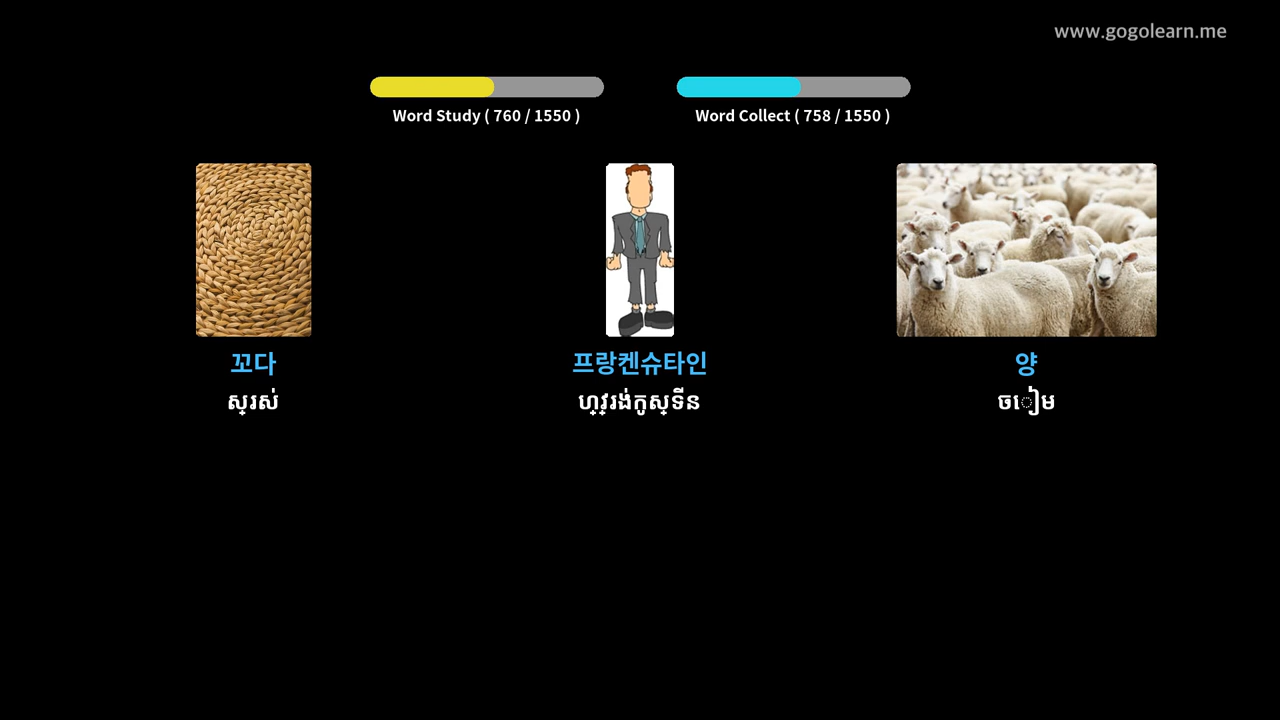 www.gogolearn.me
Word Study ( 760 / 1550 )
Word Collect ( 758 / 1550 )
꼬다
프랑켄슈타인
양
ស្រស់
ហ្វ្រង់កូស្ទីន
ចៀម